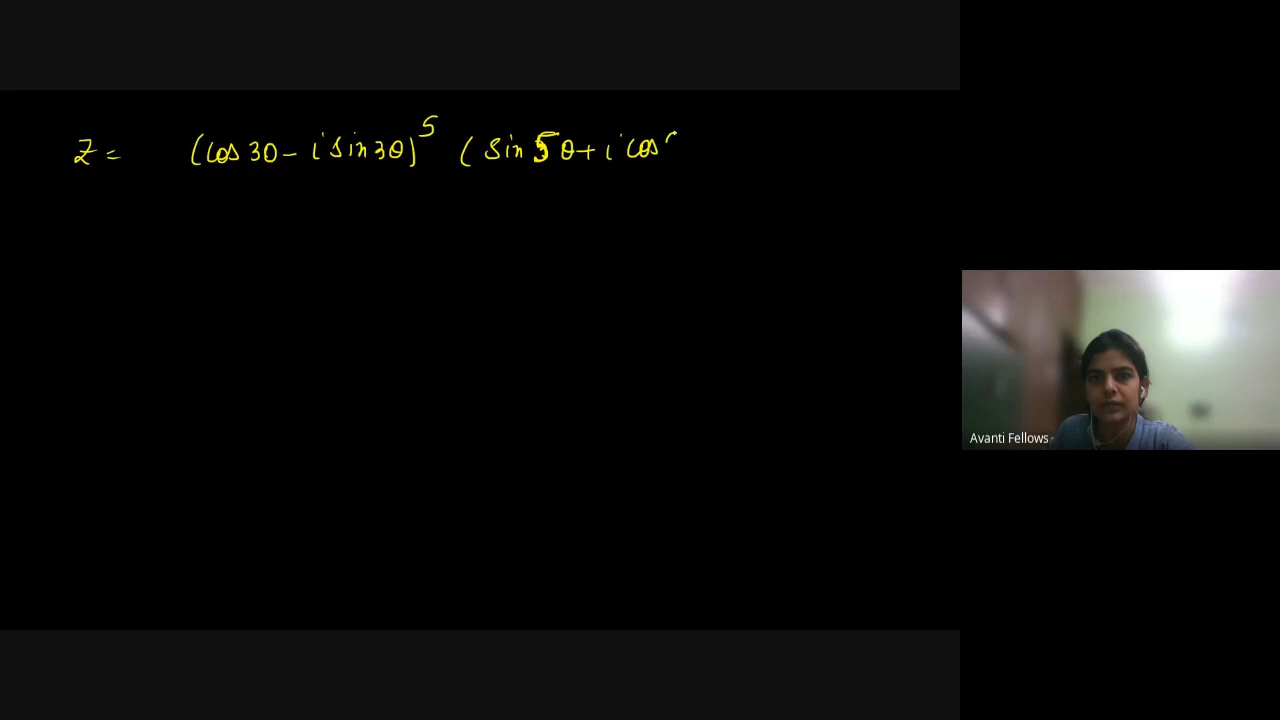 Z = (cos 3θ - i sin 3θ)^5 (sin 5θ + i cos
Avanti Fellows